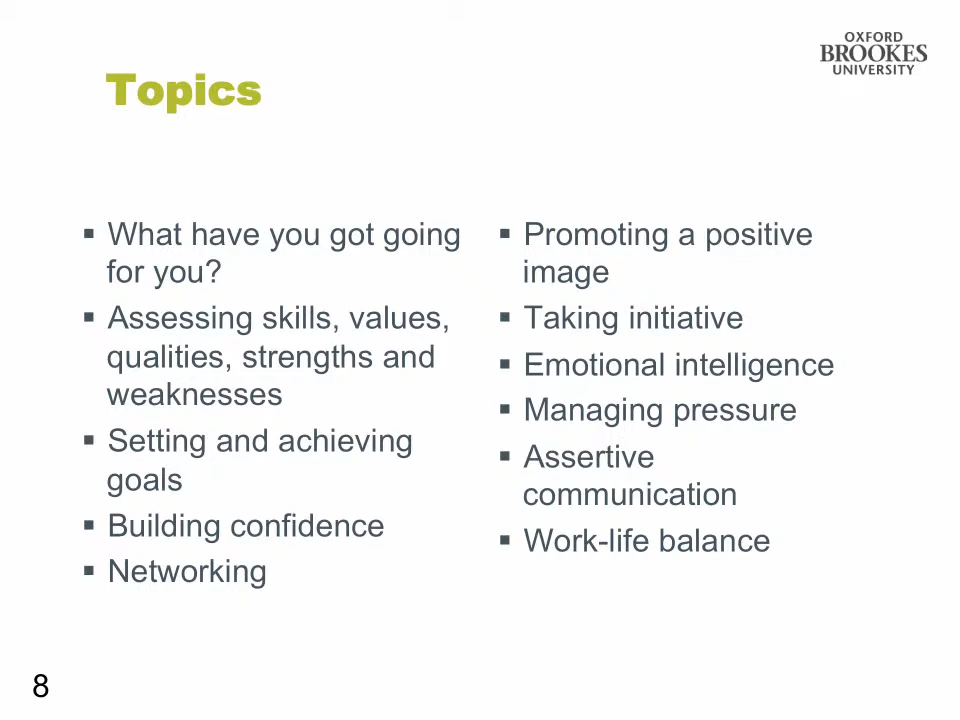 OXFORD
BROOKES
UNIVERSITY
Topics
▪ What have you got going
for you?
▪ Assessing skills, values,
qualities, strengths and
weaknesses
▪ Setting and achieving
goals
▪ Building confidence
▪ Networking
▪ Promoting a positive
image
▪ Taking initiative
▪ Emotional intelligence
▪ Managing pressure
▪ Assertive
communication
▪ Work-life balance
8